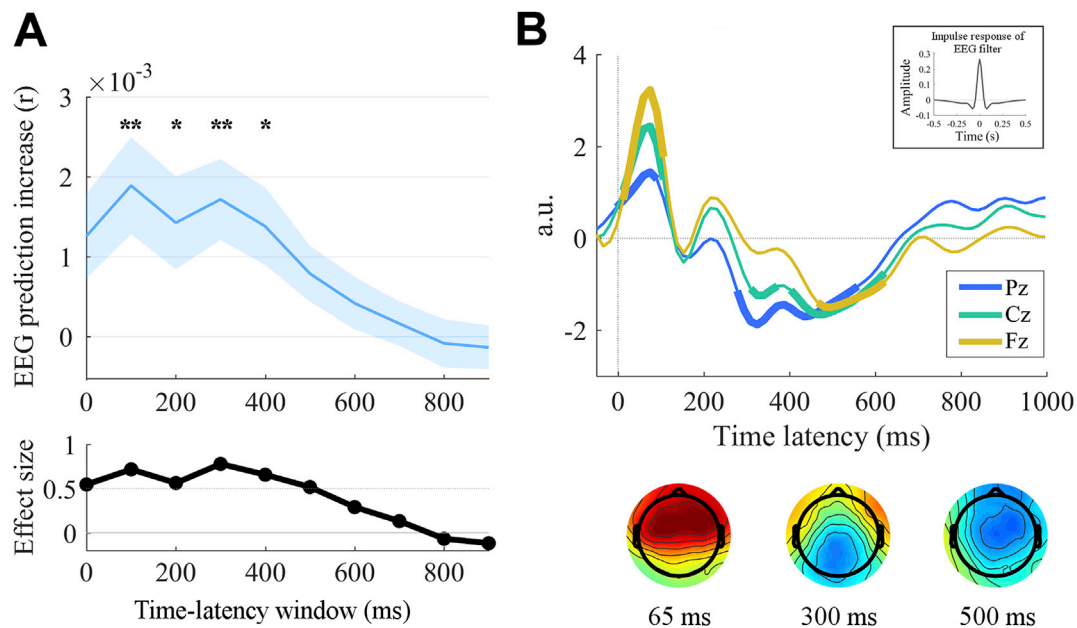 A
×10⁻³
EEG prediction increase (r)
3
2
1
0
** * ** *
0 200 400 600 800
Effect size
1
0.5
0
0 200 400 600 800
Time-latency window (ms)
B
a.u.
4
2
0
-2
0 200 400 600 800 1000
Time latency (ms)
Impulse response of
EEG filter
Amplitude
0.3
0.2
0.1
0
-0.1
-0.5 -0.3 0 0.3 0.5
Time (s)
Pz
Cz
Fz
65 ms 300 ms 500 ms